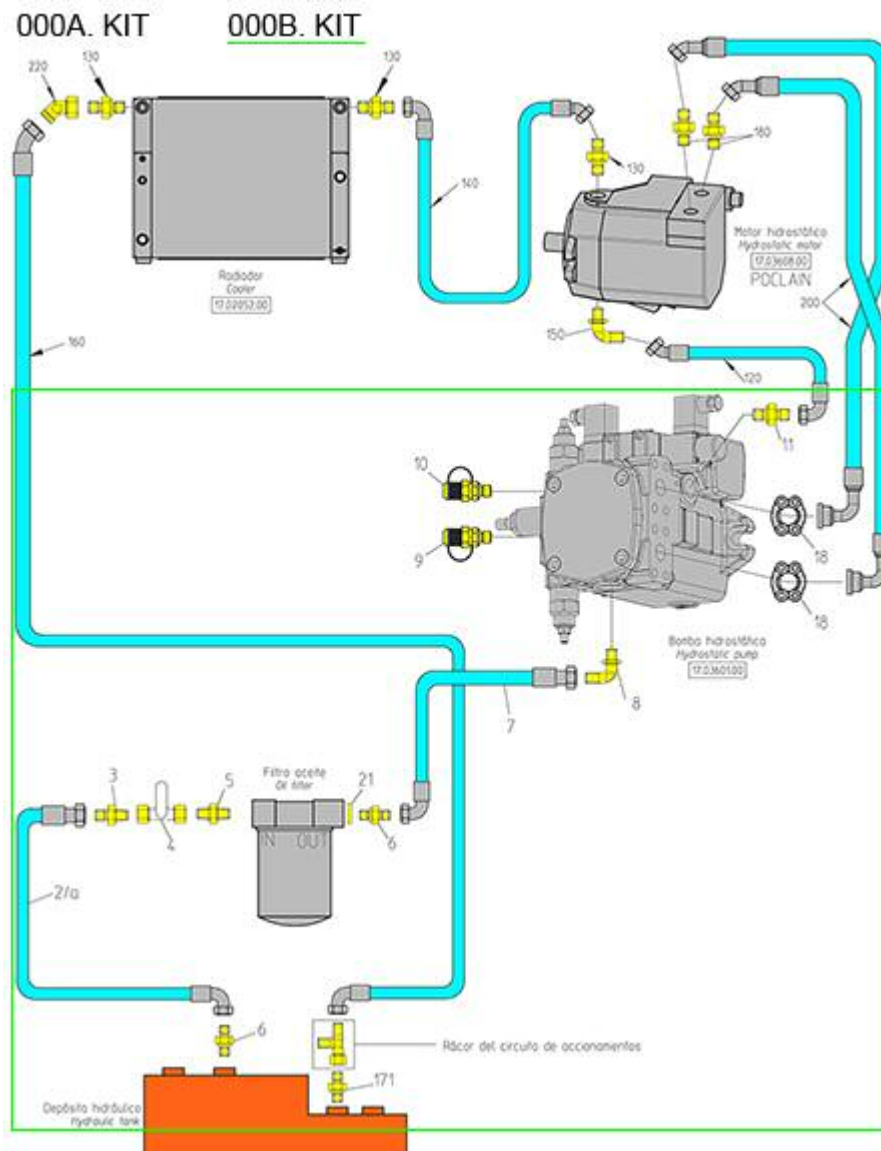 000A. KIT
000B. KIT
220
130
130
140
130
180
Radiador
Cooler
17.02052.00
Motor hidrostático
Hydrostatic motor
17.03608.00
POCLAIN
200
160
150
120
11
10
9
18
18
Bomba hidrostática
Hydrostatic pump
17.03601.00
8
7
3
5
Filtro aceite
Oil filter
21
4
IN OUT
6
2/a
6
Rácor del circuito de accionamientos
171
Depósito hidráulico
Hydraulic tank